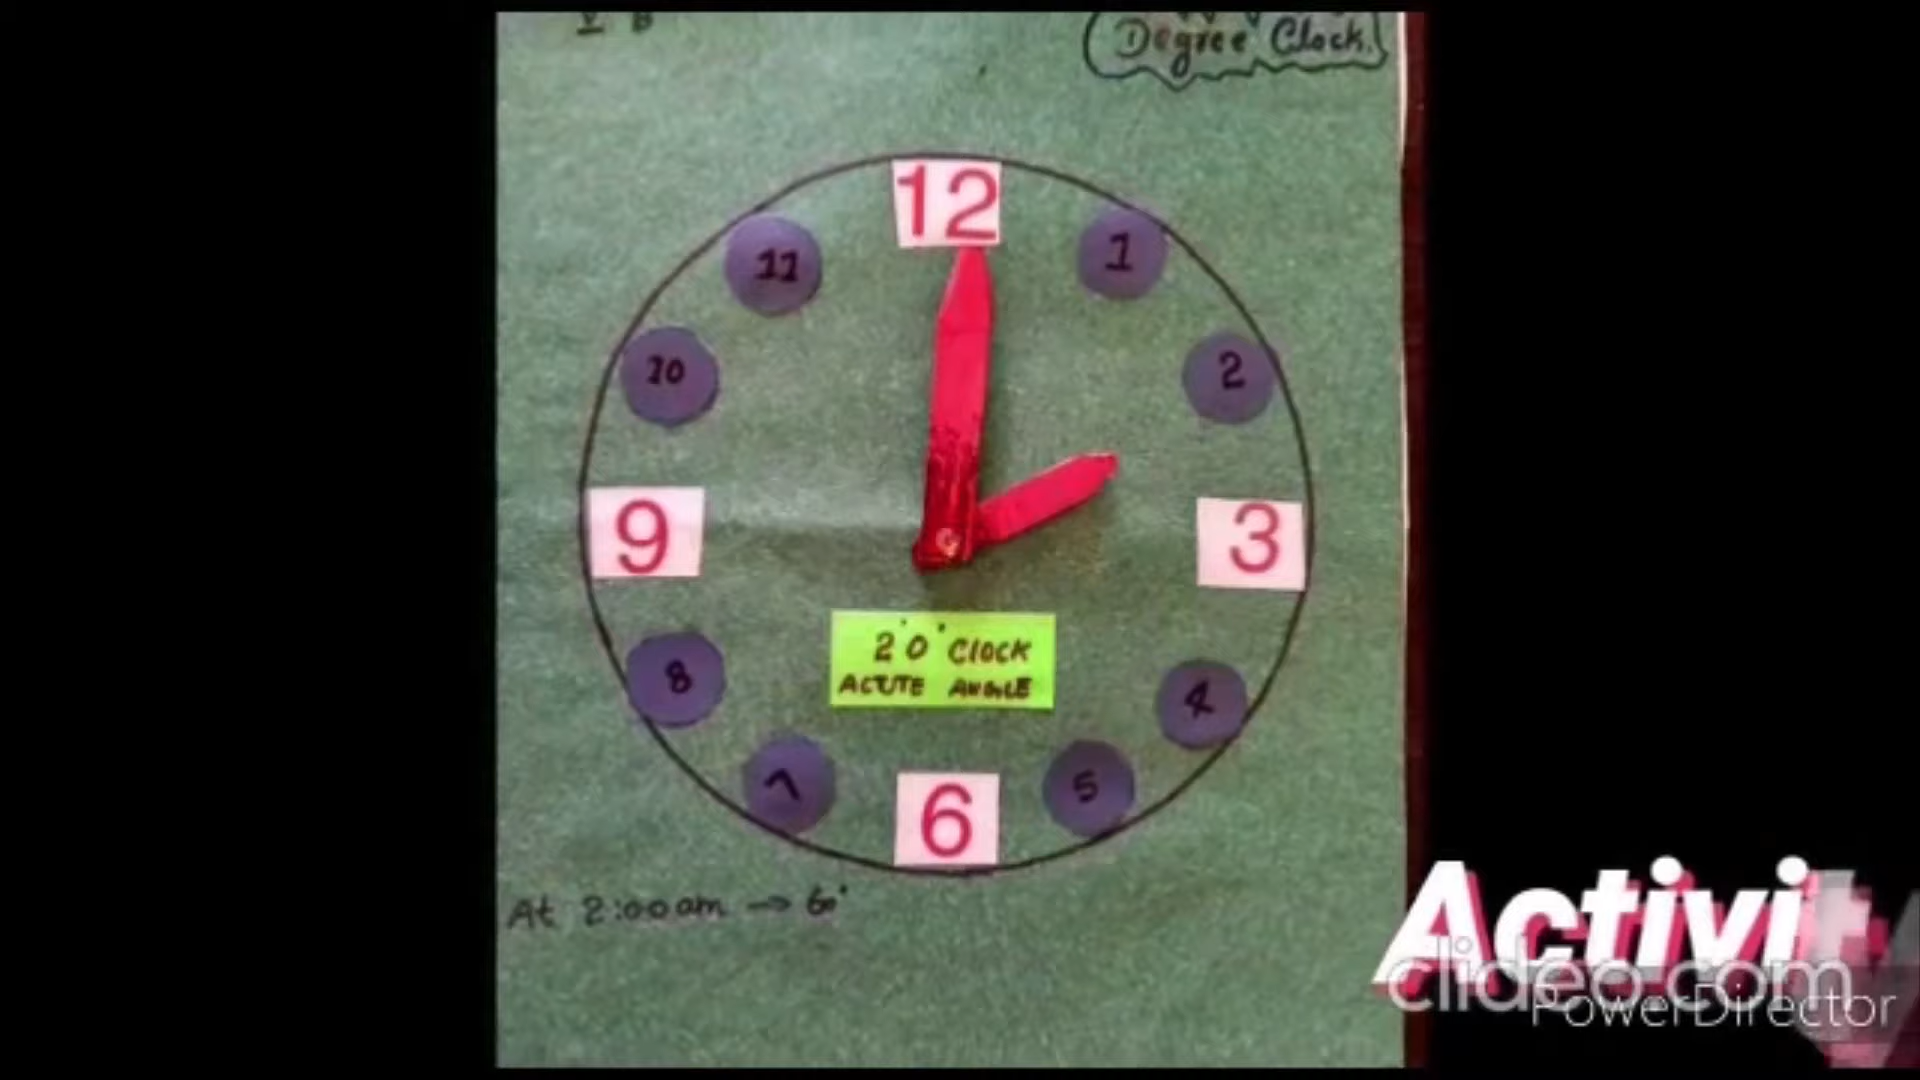 V B
Degree Clock.
12
11
1
10
2
9
3
2'0' Clock
ACUTE ANGLE
8
4
7
5
6
At 2:00am → 60°
Activi
clideo.com
PowerDirector